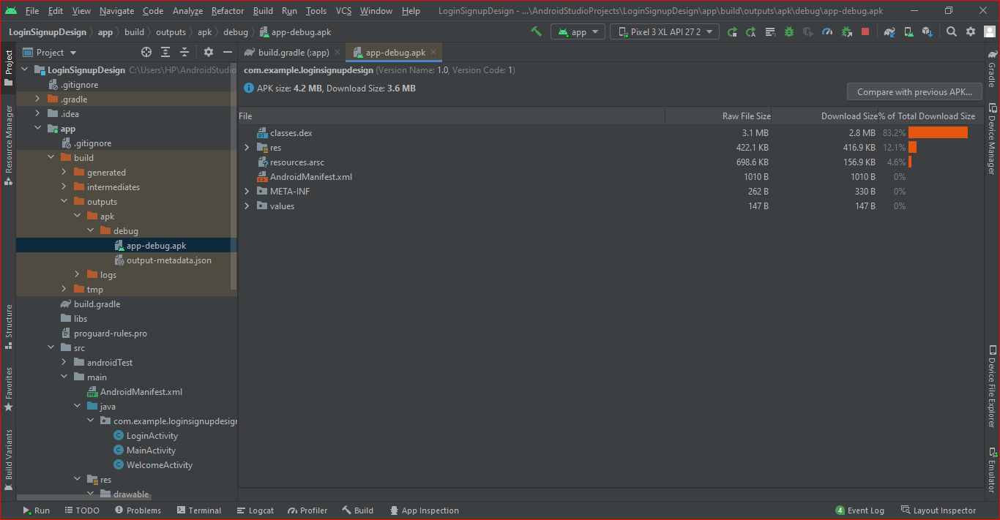 File Edit View Navigate Code Analyze Refactor Build Run Tools VCS Window Help LoginSignupDesign - ...\AndroidStudioProjects\LoginSignupDesign\app\build\outputs\apk\debug\app-debug.apk
LoginSignupDesign app build outputs apk debug app-debug.apk app Pixel 3 XL API 27 2
Project build.gradle (:app) app-debug.apk
Project
Resource Manager
Structure
Favorites
Build Variants
LoginSignupDesign C:\Users\HP\AndroidStudio
.gitignore
.gradle
.idea
app
.gitignore
build
generated
intermediates
outputs
apk
debug
app-debug.apk
output-metadata.json
logs
tmp
build.gradle
libs
proguard-rules.pro
src
androidTest
main
AndroidManifest.xml
java
com.example.loginsignupdesign
LoginActivity
MainActivity
WelcomeActivity
res
drawable
com.example.loginsignupdesign (Version Name: 1.0, Version Code: 1)
APK size: 4.2 MB, Download Size: 3.6 MB
Compare with previous APK...
File Raw File Size Download Size % of Total Download Size
classes.dex 3.1 MB 2.8 MB 83.2%
res 422.1 KB 416.9 KB 12.1%
resources.arsc 698.6 KB 156.9 KB 4.6%
AndroidManifest.xml 1010 B 1010 B 0%
META-INF 262 B 330 B 0%
values 147 B 147 B 0%
Gradle
Device Manager
Device File Explorer
Emulator
Run TODO Problems Terminal Logcat Profiler Build App Inspection 4 Event Log Layout Inspector